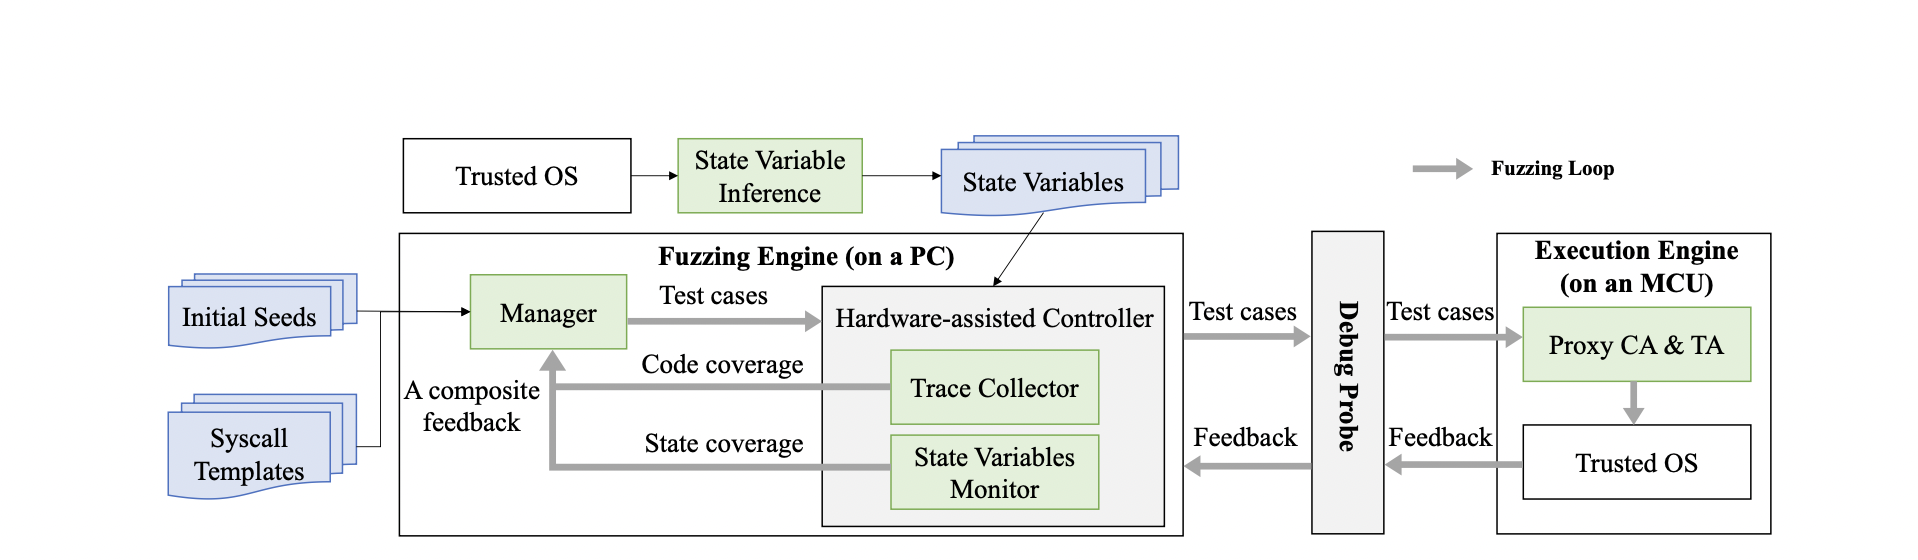 Trusted OS
State Variable
Inference
State Variables
Fuzzing Loop
Fuzzing Engine (on a PC)
Initial Seeds
Syscall
Templates
Manager
Test cases
Hardware-assisted Controller
Code coverage
Trace Collector
A composite
feedback
State coverage
State Variables
Monitor
Test cases
Feedback
Debug Probe
Test cases
Feedback
Execution Engine
(on an MCU)
Proxy CA & TA
Trusted OS